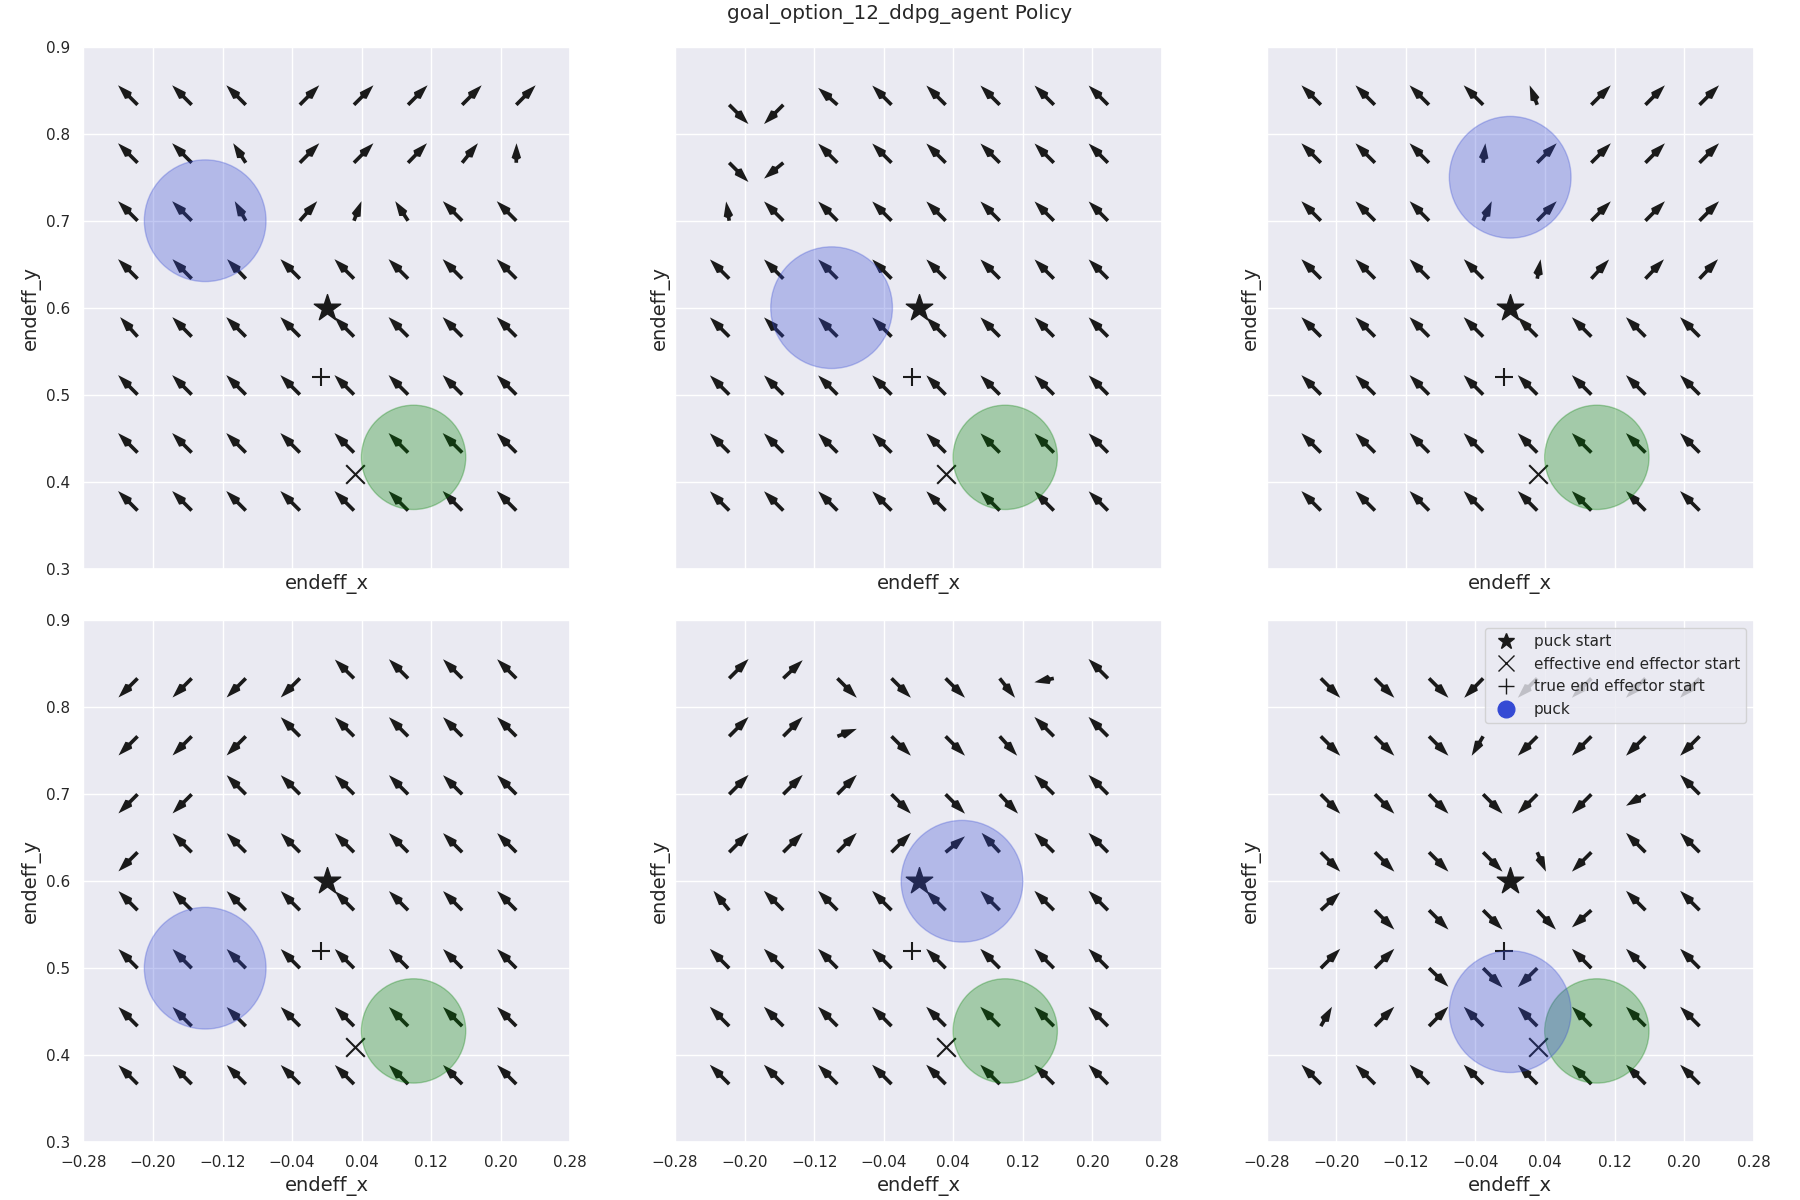 goal_option_12_ddpg_agent Policy
0.9
0.8
0.7
0.6
0.5
0.4
0.3
endeff_y
endeff_x
endeff_y
endeff_x
endeff_y
endeff_x
0.9
0.8
0.7
0.6
0.5
0.4
0.3
endeff_y
−0.28 −0.20 −0.12 −0.04 0.04 0.12 0.20 0.28
endeff_x
endeff_y
−0.28 −0.20 −0.12 −0.04 0.04 0.12 0.20 0.28
endeff_x
puck start
effective end effector start
true end effector start
puck
endeff_y
−0.28 −0.20 −0.12 −0.04 0.04 0.12 0.20 0.28
endeff_x